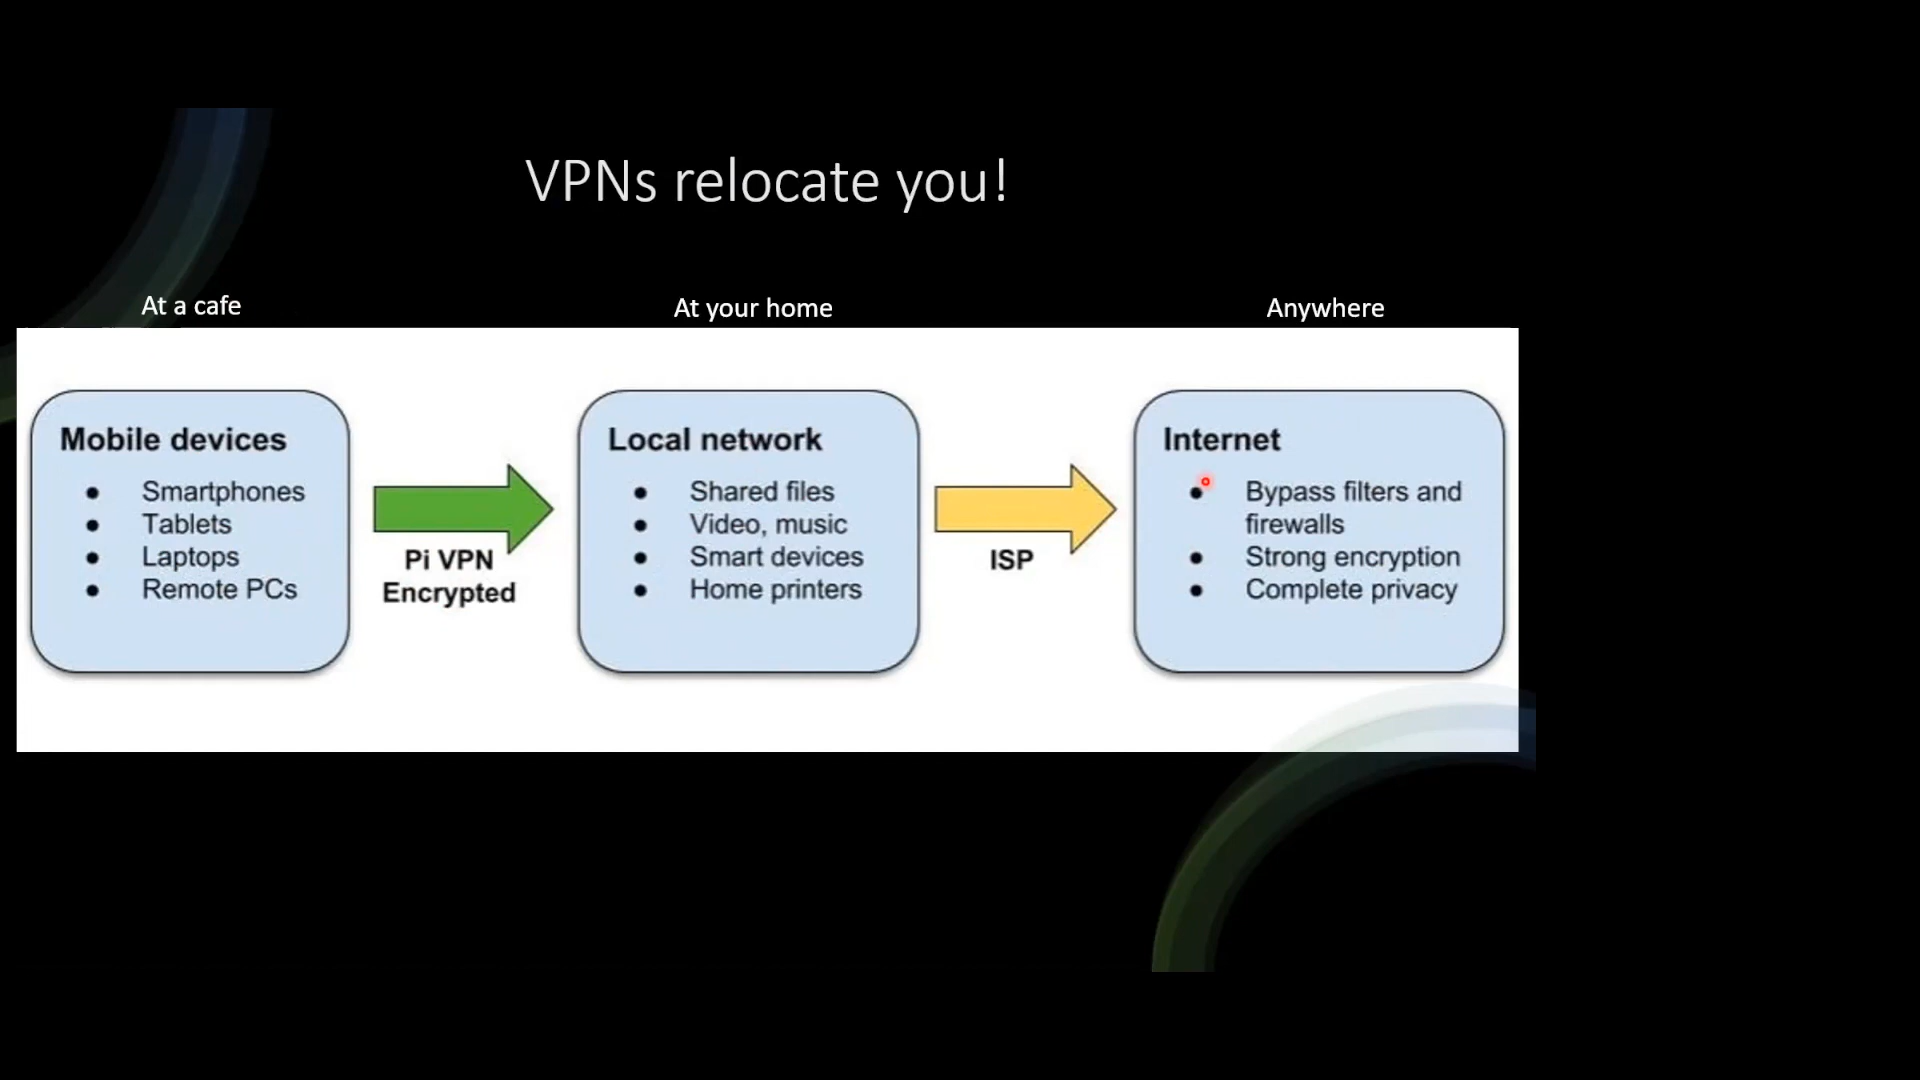 VPNs relocate you!
At a cafe
At your home
Anywhere
Mobile devices
● Smartphones
● Tablets
● Laptops
● Remote PCs
Pi VPN
Encrypted
Local network
● Shared files
● Video, music
● Smart devices
● Home printers
ISP
Internet
● Bypass filters and
firewalls
● Strong encryption
● Complete privacy